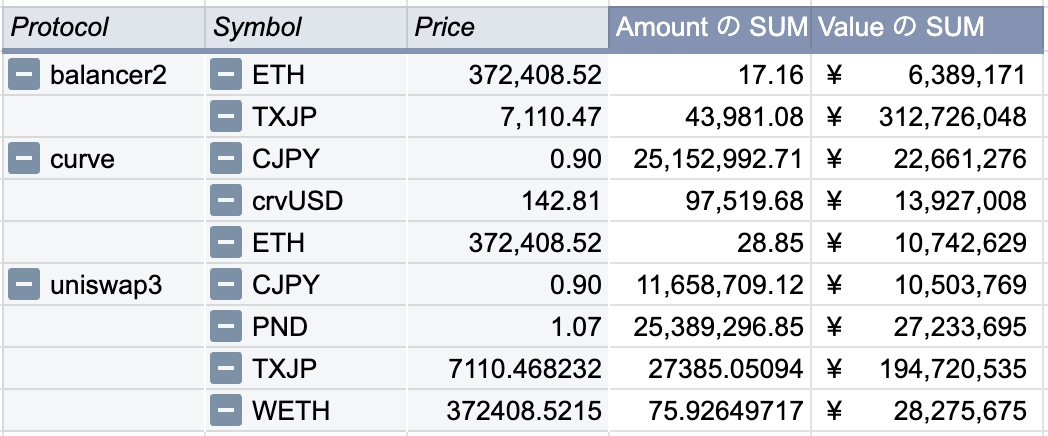 Protocol Symbol Price Amount の SUM Value の SUM
balancer2 ETH 372,408.52 17.16 ¥ 6,389,171
TXJP 7,110.47 43,981.08 ¥ 312,726,048
curve CJPY 0.90 25,152,992.71 ¥ 22,661,276
crvUSD 142.81 97,519.68 ¥ 13,927,008
ETH 372,408.52 28.85 ¥ 10,742,629
uniswap3 CJPY 0.90 11,658,709.12 ¥ 10,503,769
PND 1.07 25,389,296.85 ¥ 27,233,695
TXJP 7110.468232 27385.05094 ¥ 194,720,535
WETH 372408.5215 75.92649717 ¥ 28,275,675